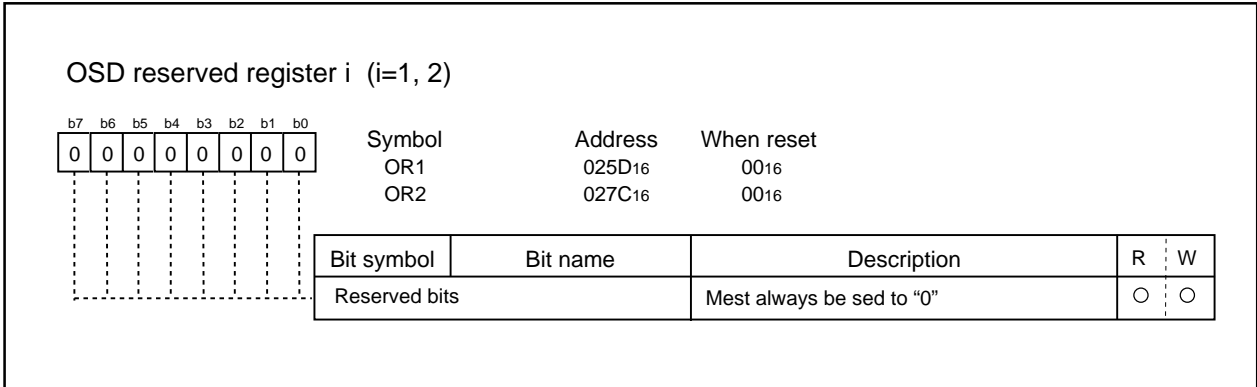 OSD reserved register i (i=1, 2)
b7 b6 b5 b4 b3 b2 b1 b0
0 0 0 0 0 0 0 0
Symbol Address When reset
OR1 025D16 0016
OR2 027C16 0016
Bit symbol Bit name Description R W
Reserved bits Mest always be sed to “0” ○ ○